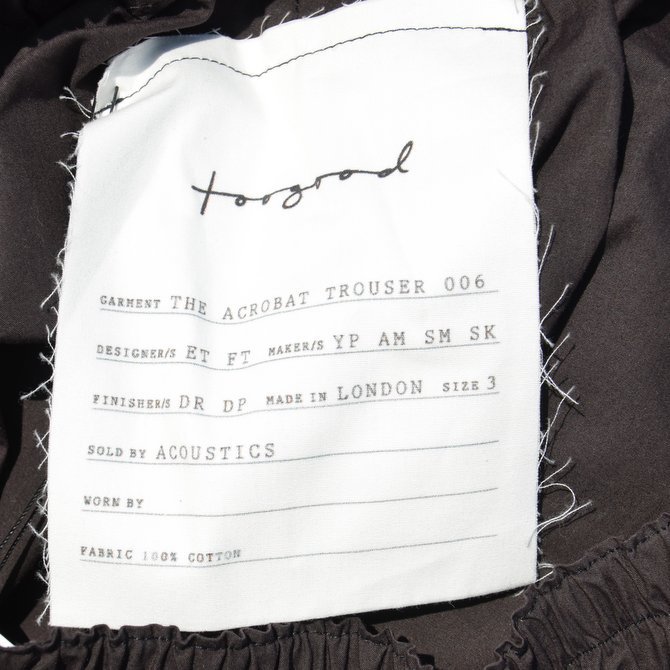 toogood
GARMENT THE ACROBAT TROUSER 006
DESIGNER/S ET FT MAKER/S YP AM SM SK
FINISHER/S DR DP MADE IN LONDON SIZE 3
SOLD BY ACOUSTICS
WORN BY
FABRIC 100% COTTON